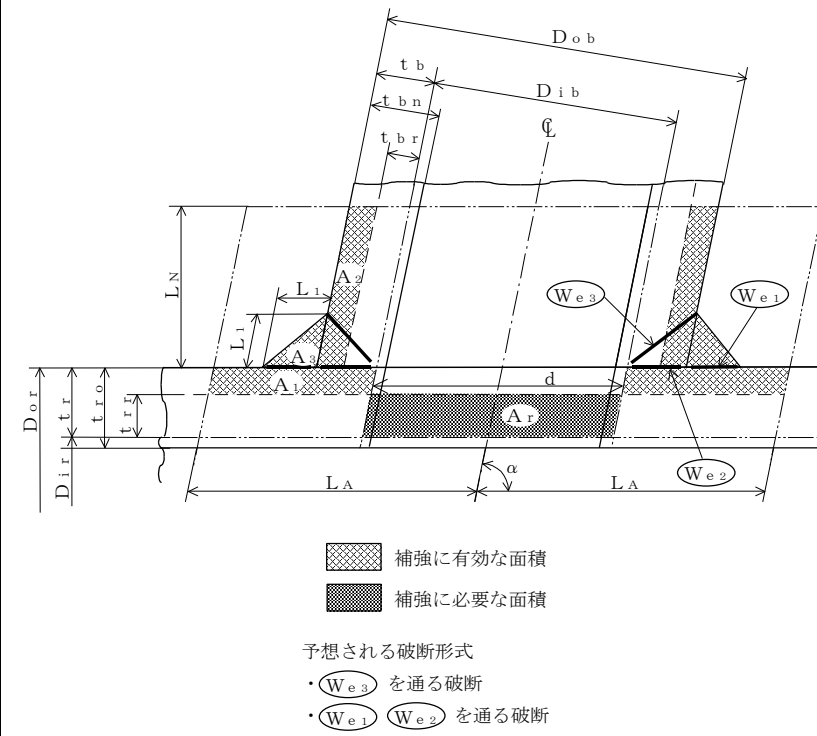 Ｄｏｂ
ｔｂ
Ｄｉｂ
ｔｂｎ
℄
ｔｂｒ
ＬN
Ａ２
Ｌ１
Ｗｅ３
Ｗｅ１
Ｌ１
Ａ３
Ａ１
ｄ
Ｄｏｒ
ｔｒ
ｔｒｏ
ｔｒｒ
Ａｒ
Ｄｉｒ
α
Ｗｅ２
ＬA
ＬA
補強に有効な面積
補強に必要な面積
予想される破断形式
・Ｗｅ３ を通る破断
・Ｗｅ１ Ｗｅ２ を通る破断